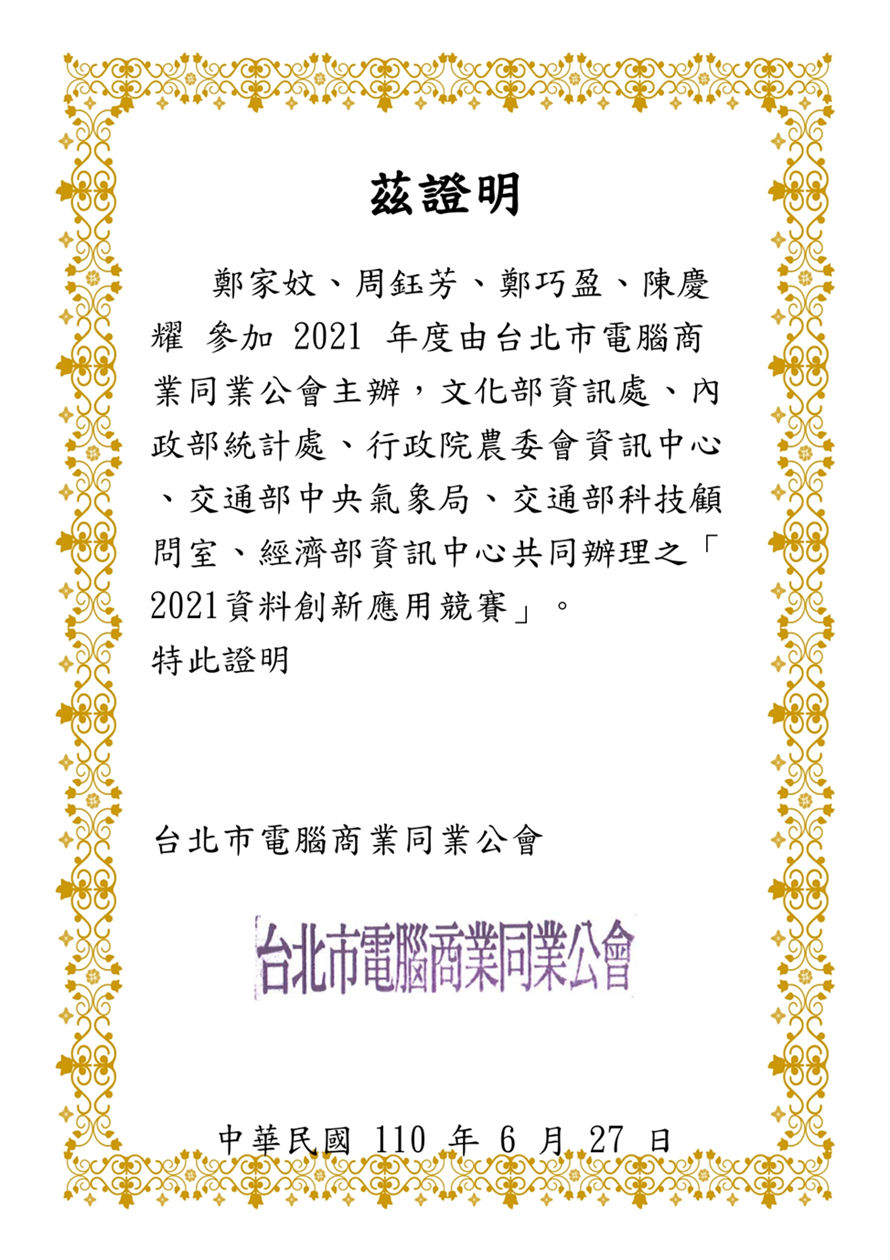 茲證明
鄭家妏、周鈺芳、鄭巧盈、陳慶
耀 參加 2021 年度由台北市電腦商
業同業公會主辦，文化部資訊處、內
政部統計處、行政院農委會資訊中心
、交通部中央氣象局、交通部科技顧
問室、經濟部資訊中心共同辦理之「
2021資料創新應用競賽」。
特此證明
台北市電腦商業同業公會
台北市電腦商業同業公會
中華民國 110 年 6 月 27 日